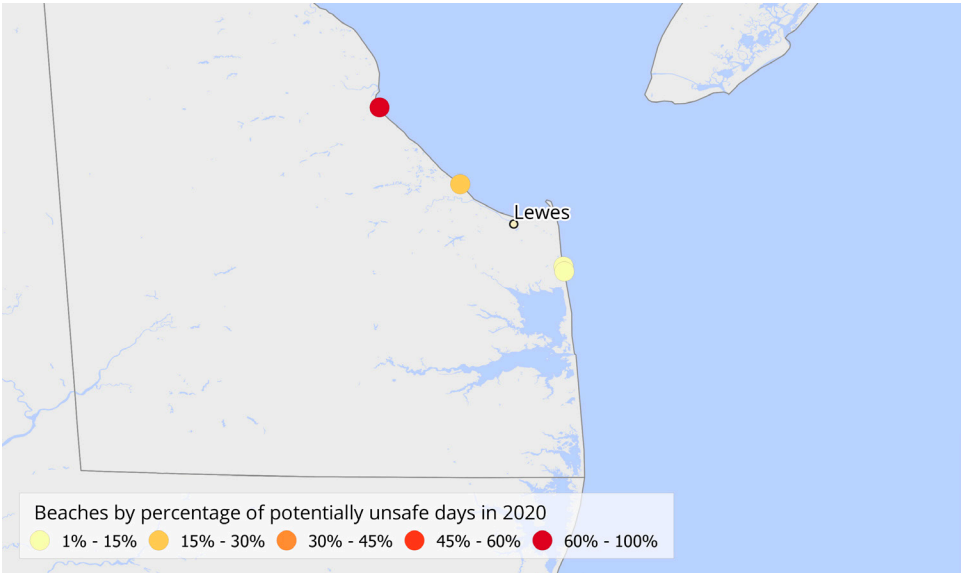 Lewes
Beaches by percentage of potentially unsafe days in 2020
1% - 15% 15% - 30% 30% - 45% 45% - 60% 60% - 100%